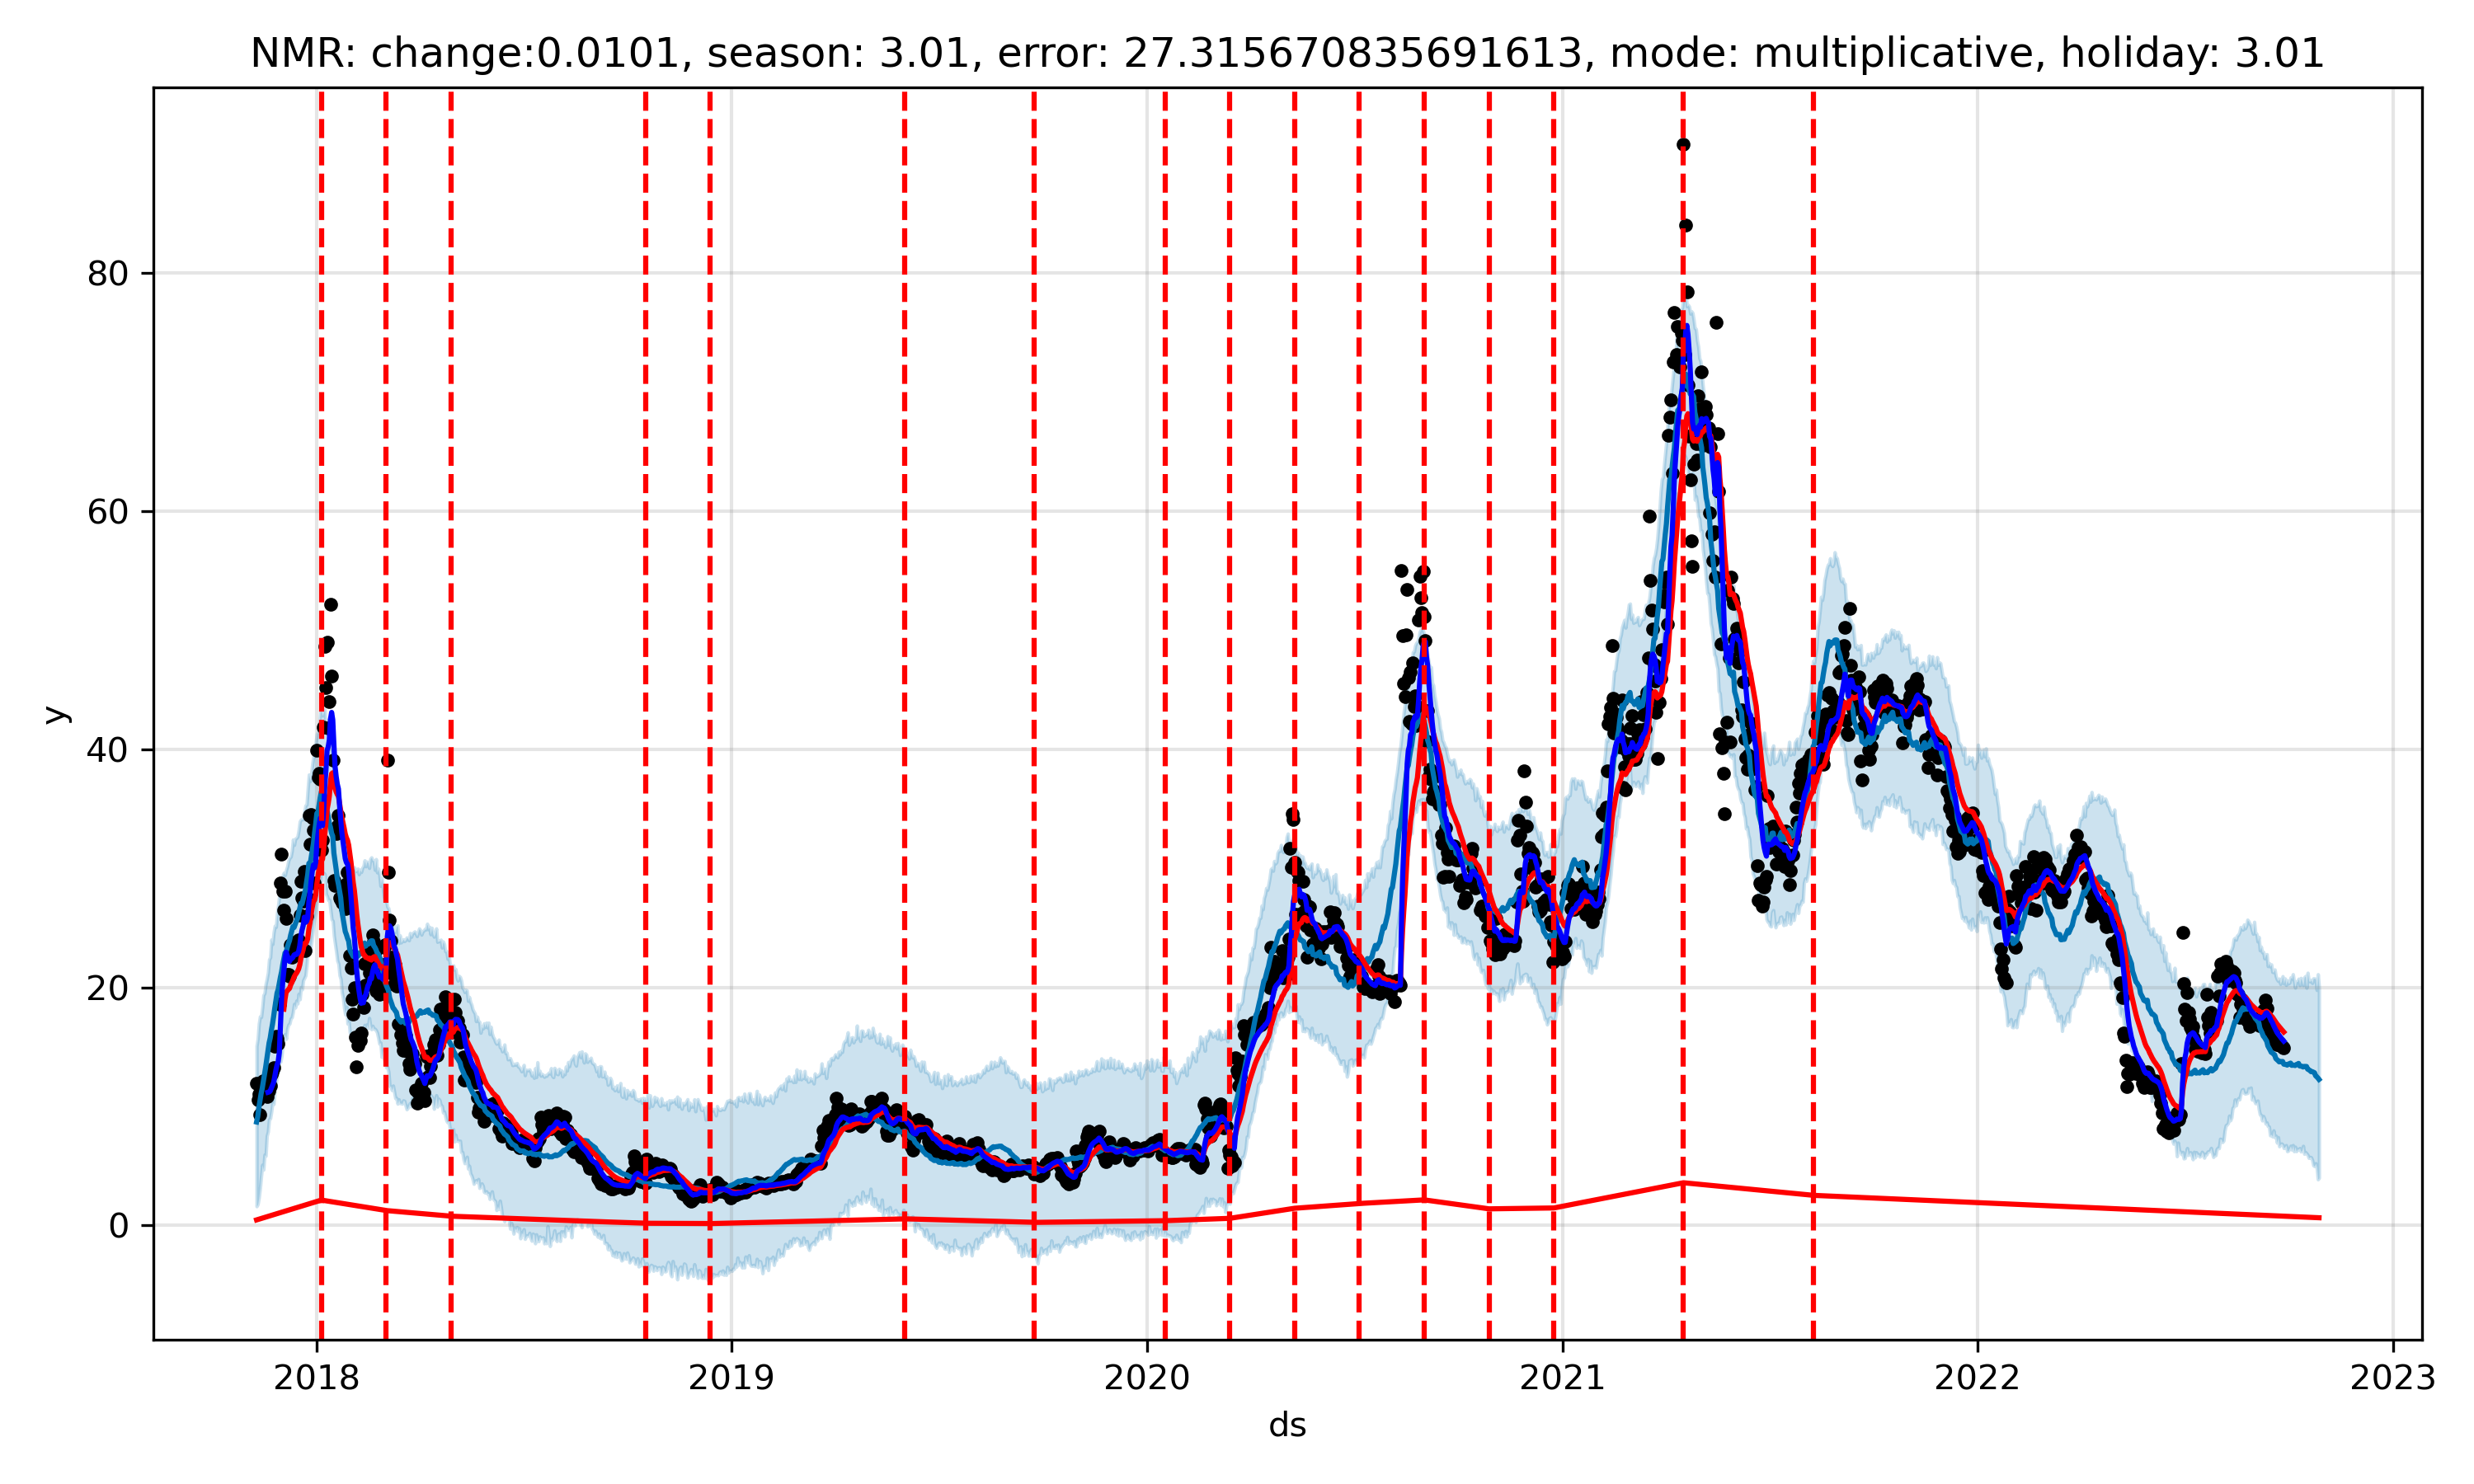 NMR: change:0.0101, season: 3.01, error: 27.315670835691613, mode: multiplicative, holiday: 3.01
80
60
40
20
0
y
2018 2019 2020 2021 2022 2023
ds